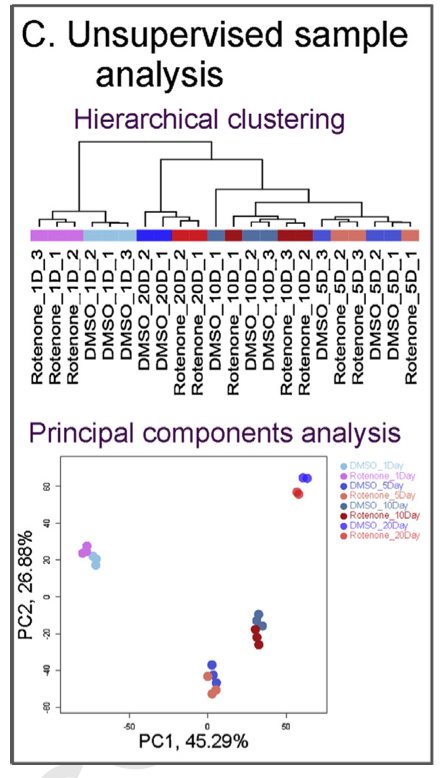 C. Unsupervised sample
analysis
Hierarchical clustering
Rotenone_1D_3
Rotenone_1D_1
Rotenone_1D_2
DMSO_1D_2
DMSO_1D_1
DMSO_1D_3
DMSO_20D_2
DMSO_20D_1
Rotenone_20D_2
Rotenone_20D_1
DMSO_10D_1
Rotenone_10D_1
DMSO_10D_2
DMSO_10D_3
Rotenone_10D_3
Rotenone_10D_2
DMSO_5D_3
Rotenone_5D_2
Rotenone_5D_3
DMSO_5D_2
DMSO_5D_1
Rotenone_5D_1
Principal components analysis
DMSO_1Day
Rotenone_1Day
DMSO_5Day
Rotenone_5Day
DMSO_10Day
Rotenone_10Day
DMSO_20Day
Rotenone_20Day
PC2, 26.88%
60
40
20
0
-20
-40
-60
-50
0
50
PC1, 45.29%